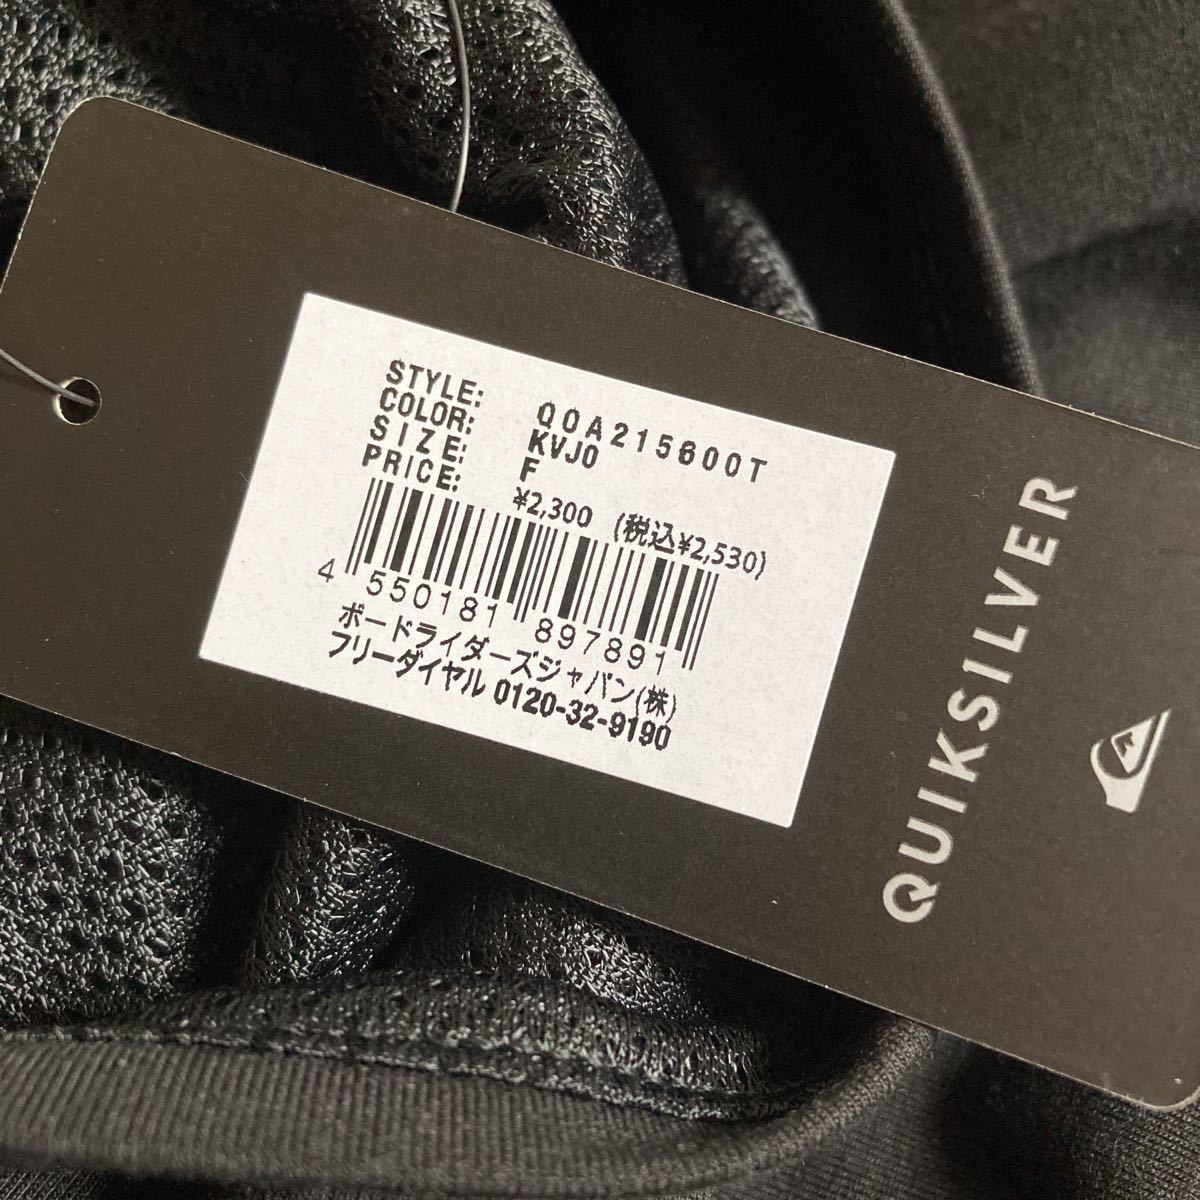 STYLE: QOA215600T
COLOR: KVJ0
SIZE: F
PRICE: ¥2,300 (税込¥2,530)
4 550181 897891
ボードライダーズジャパン(株)
フリーダイヤル 0120-32-9190
QUIKSILVER